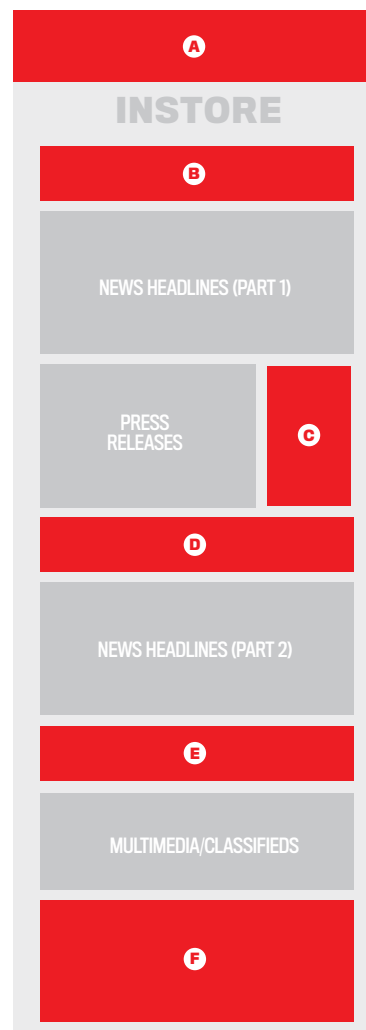 A
INSTORE
B
NEWS HEADLINES (PART 1)
PRESS
RELEASES
C
D
NEWS HEADLINES (PART 2)
E
MULTIMEDIA/CLASSIFIEDS
F